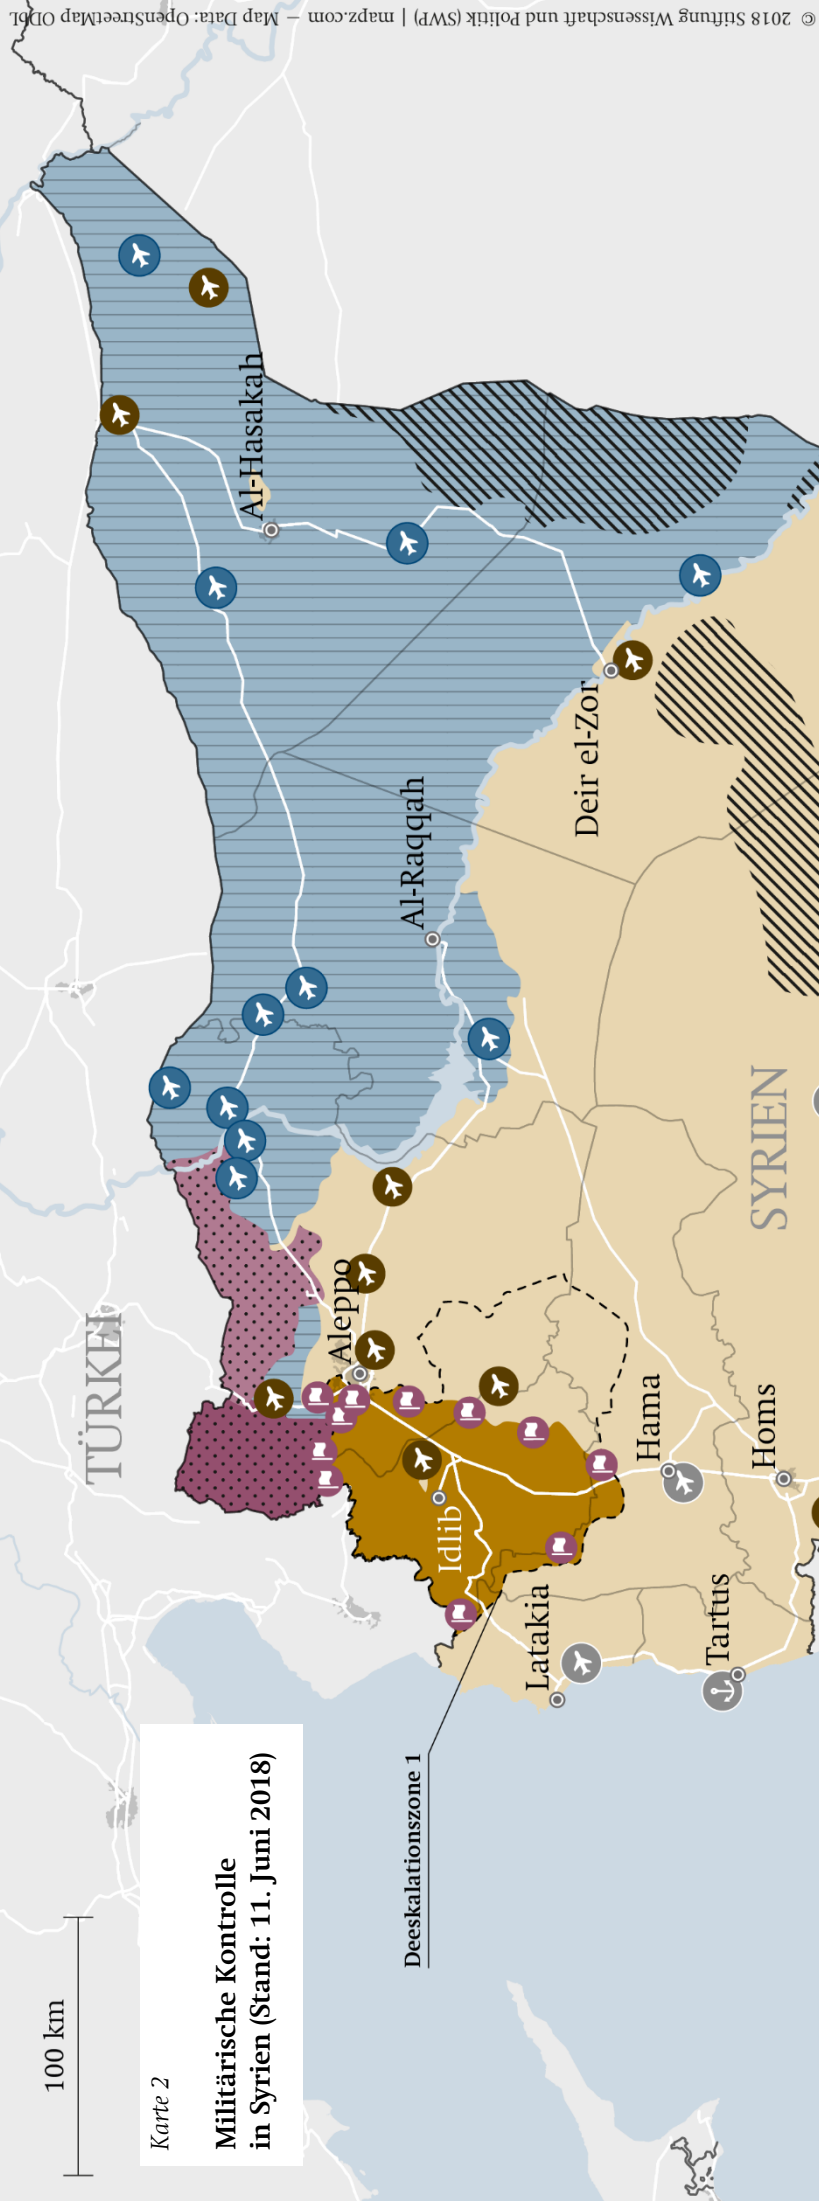 100 km
Karte 2
Militärische Kontrolle
in Syrien (Stand: 11. Juni 2018)
Deeskalationszone 1
TÜRKEI
Aleppo
Idlib
Latakia
Tartus
Hama
Homs
SYRIEN
Al-Raqqah
Deir el-Zor
Al-Hasakah
© 2018 Stiftung Wissenschaft und Politik (SWP) | mapz.com – Map Data: OpenStreetMap ODbL